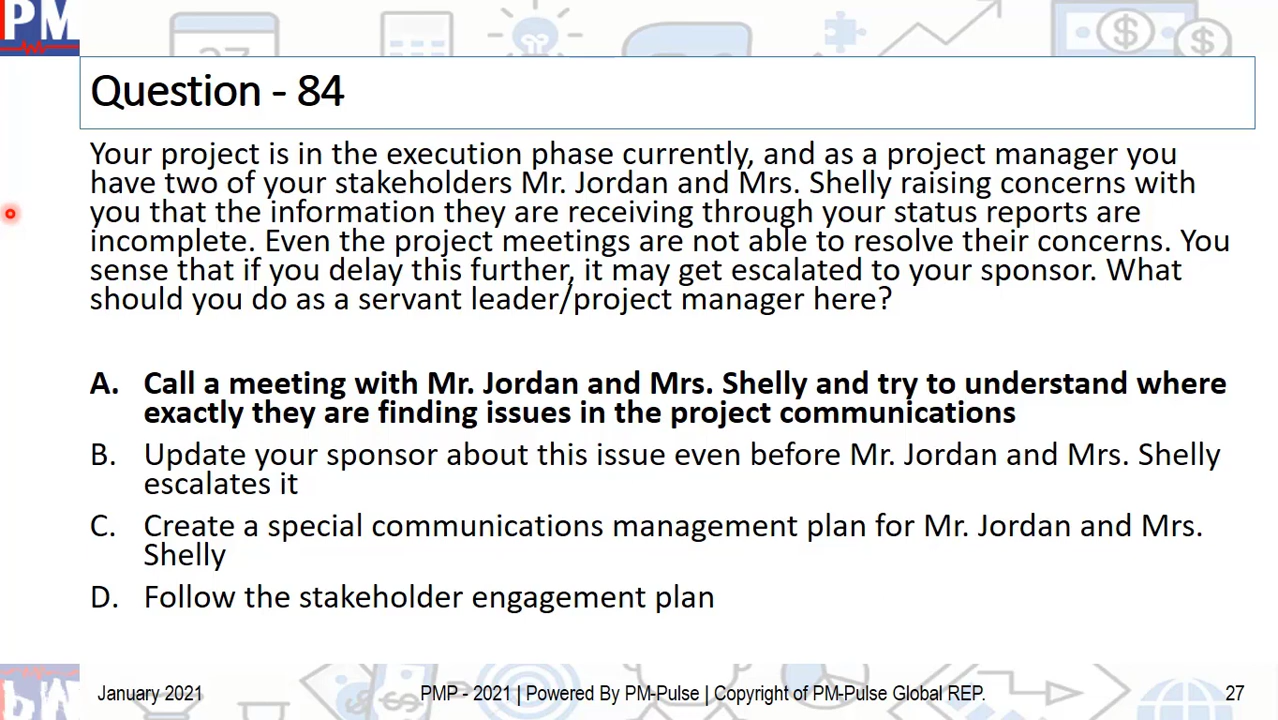 PM
Question - 84
Your project is in the execution phase currently, and as a project manager you
have two of your stakeholders Mr. Jordan and Mrs. Shelly raising concerns with
you that the information they are receiving through your status reports are
incomplete. Even the project meetings are not able to resolve their concerns. You
sense that if you delay this further, it may get escalated to your sponsor. What
should you do as a servant leader/project manager here?
A. Call a meeting with Mr. Jordan and Mrs. Shelly and try to understand where
exactly they are finding issues in the project communications
B. Update your sponsor about this issue even before Mr. Jordan and Mrs. Shelly
escalates it
C. Create a special communications management plan for Mr. Jordan and Mrs.
Shelly
D. Follow the stakeholder engagement plan
January 2021 PMP - 2021 | Powered By PM-Pulse | Copyright of PM-Pulse Global REP. 27